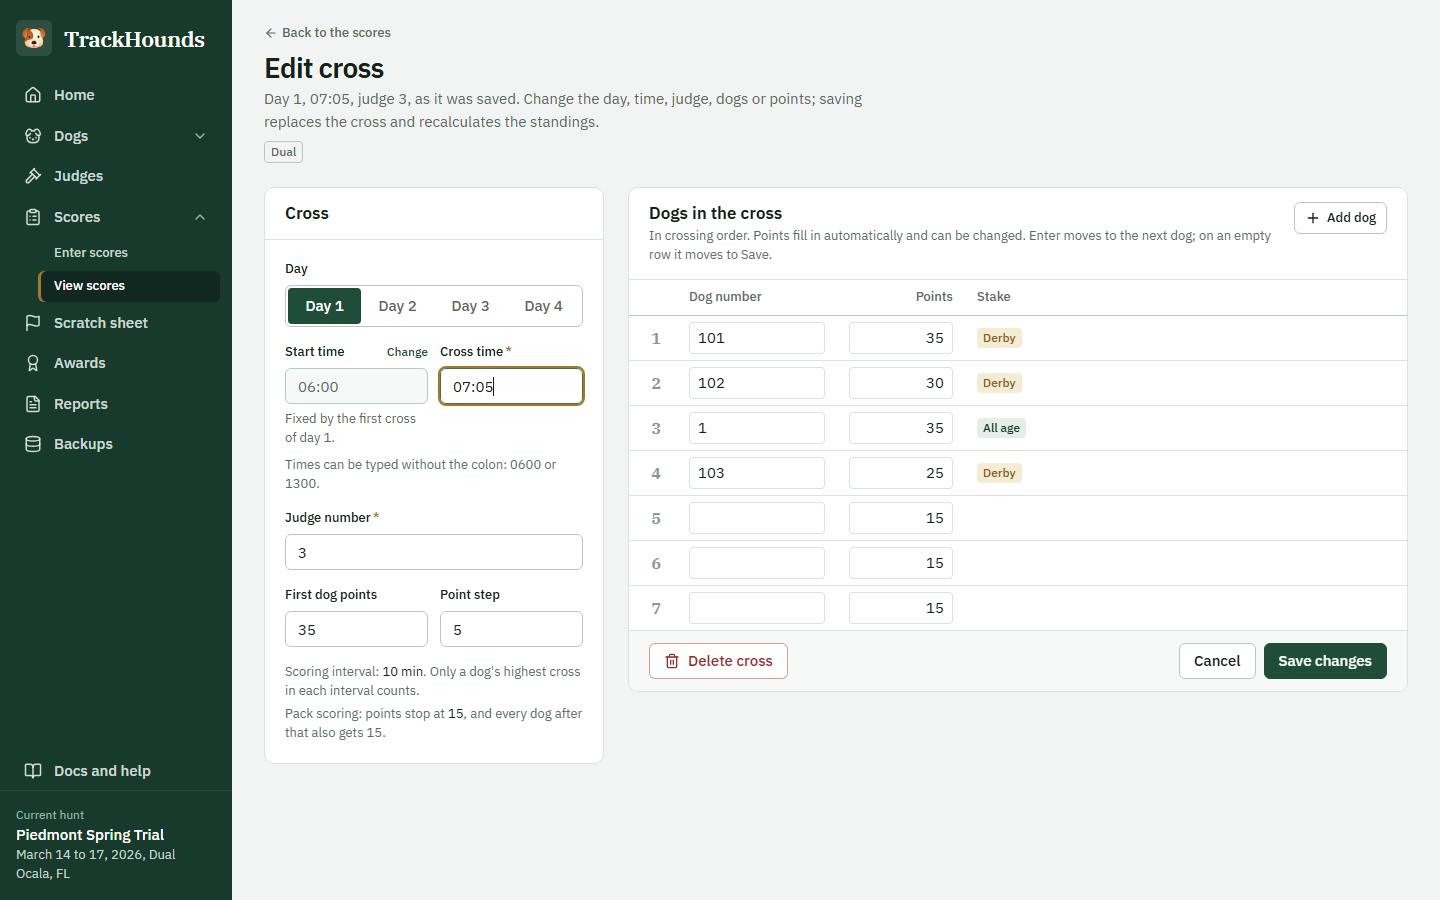 TrackHounds
Home
Dogs
Judges
Scores
Enter scores
View scores
Scratch sheet
Awards
Reports
Backups
Docs and help
Current hunt
Piedmont Spring Trial
March 14 to 17, 2026, Dual
Ocala, FL
Back to the scores
Edit cross
Day 1, 07:05, judge 3, as it was saved. Change the day, time, judge, dogs or points; saving
replaces the cross and recalculates the standings.
Dual
Cross
Day
Day 1 Day 2 Day 3 Day 4
Start time Change Cross time *
06:00 07:05
Fixed by the first cross
of day 1.
Times can be typed without the colon: 0600 or
1300.
Judge number *
3
First dog points Point step
35 5
Scoring interval: 10 min. Only a dog's highest cross
in each interval counts.
Pack scoring: points stop at 15, and every dog after
that also gets 15.
Dogs in the cross
In crossing order. Points fill in automatically and can be changed. Enter moves to the next dog; on an empty
row it moves to Save.
Add dog
Dog number Points Stake
1 101 35 Derby
2 102 30 Derby
3 1 35 All age
4 103 25 Derby
5 15
6 15
7 15
Delete cross Cancel Save changes